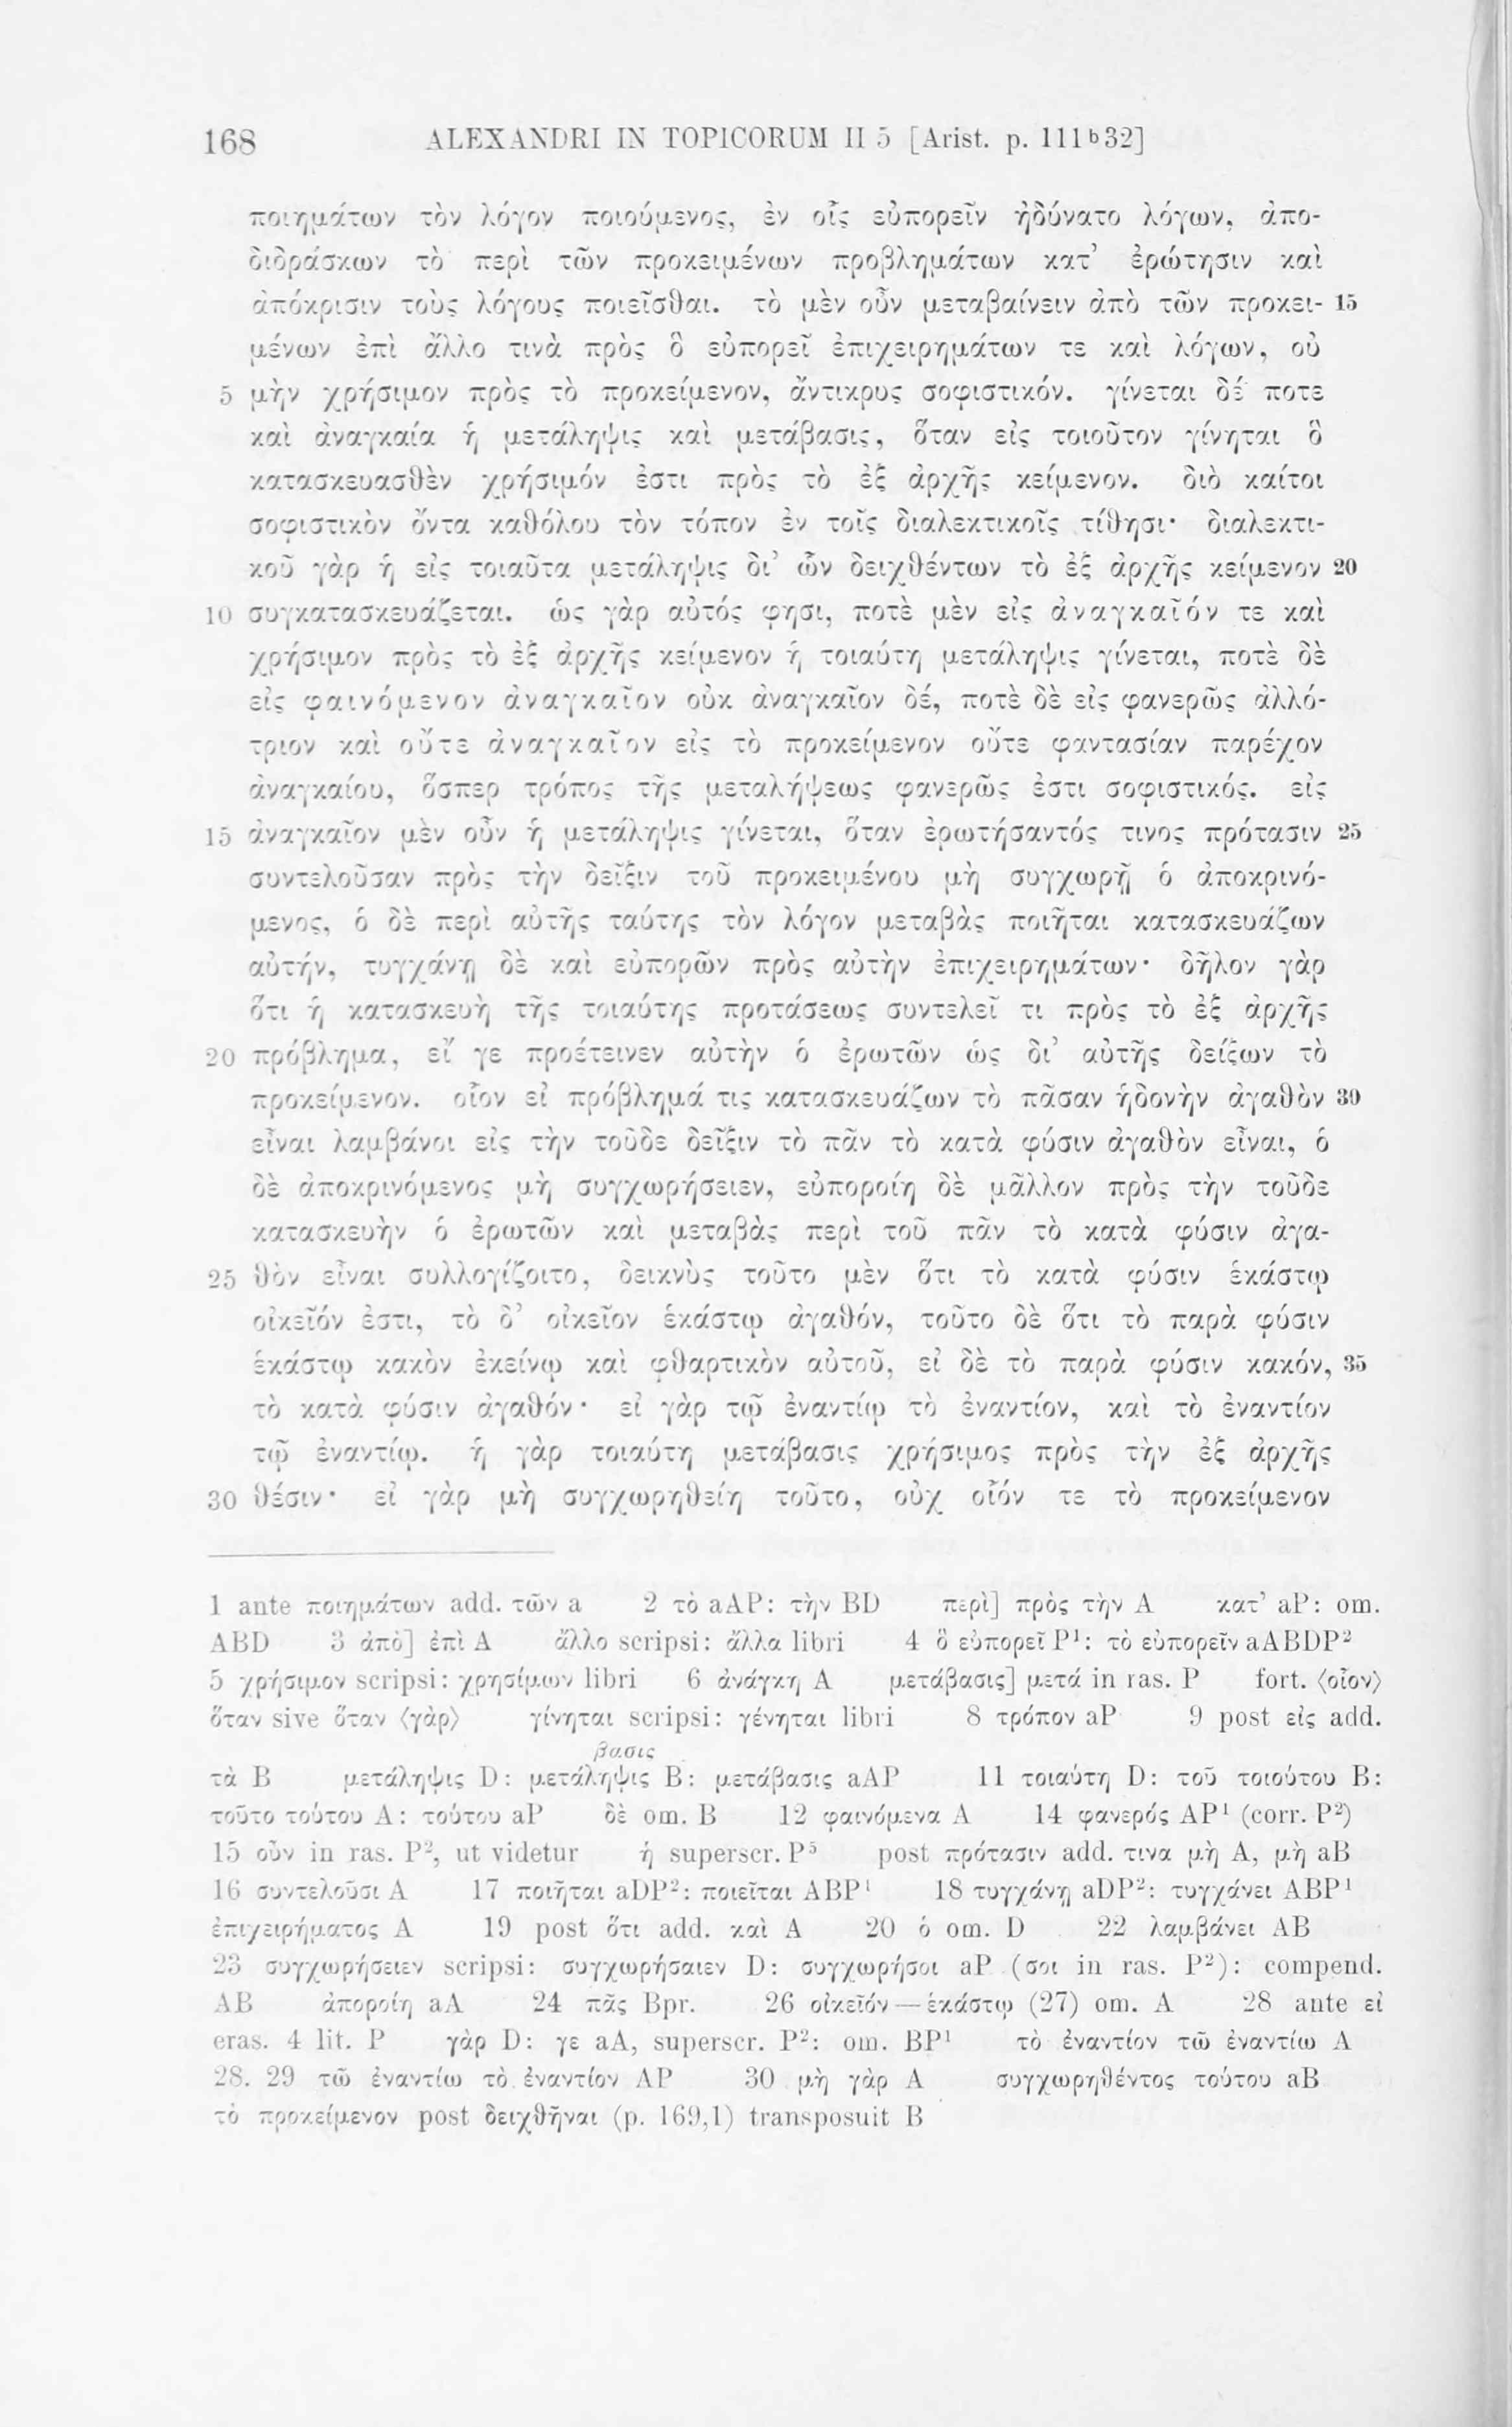 168 ALEXANDRI IN TOPICORUM II 5 [Arist. p. 111ᵇ32]
ποιημάτων τὸν λόγον ποιούμενος, ἐν οἷς εὐπορεῖν ἠδύνατο λόγων, ἀπο-
διδράσκων τὸ περὶ τῶν προκειμένων προβλημάτων κατ’ ἐρώτησιν καὶ
ἀπόκρισιν τοὺς λόγους ποιεῖσθαι. τὸ μὲν οὖν μεταβαίνειν ἀπὸ τῶν προκει- 15
μένων ἐπὶ ἄλλο τινὰ πρὸς ὃ εὐπορεῖ ἐπιχειρημάτων τε καὶ λόγων, οὐ
5 μὴν χρήσιμον πρὸς τὸ προκείμενον, ἄντικρυς σοφιστικόν. γίνεται δέ ποτε
καὶ ἀναγκαία ἡ μετάληψις καὶ μετάβασις, ὅταν εἰς τοιοῦτον γίνηται ὃ
κατασκευασθὲν χρήσιμόν ἐστι πρὸς τὸ ἐξ ἀρχῆς κείμενον. διὸ καίτοι
σοφιστικὸν ὄντα καθόλου τὸν τόπον ἐν τοῖς διαλεκτικοῖς τίθησι· διαλεκτι-
κοῦ γὰρ ἡ εἰς τοιαῦτα μετάληψις δι’ ὧν δειχθέντων τὸ ἐξ ἀρχῆς κείμενον 20
10 συγκατασκευάζεται. ὡς γὰρ αὐτός φησι, ποτὲ μὲν εἰς ἀναγκαῖόν τε καὶ
χρήσιμον πρὸς τὸ ἐξ ἀρχῆς κείμενον ἡ τοιαύτη μετάληψις γίνεται, ποτὲ δὲ
εἰς φαινόμενον ἀναγκαῖον οὐκ ἀναγκαῖον δέ, ποτὲ δὲ εἰς φανερῶς ἀλλό-
τριον καὶ οὔτε ἀναγκαῖον εἰς τὸ προκείμενον οὔτε φαντασίαν παρέχον
ἀναγκαίου, ὅσπερ τρόπος τῆς μεταλήψεως φανερῶς ἐστι σοφιστικός. εἰς
15 ἀναγκαῖον μὲν οὖν ἡ μετάληψις γίνεται, ὅταν ἐρωτήσαντός τινος πρότασιν 25
συντελοῦσαν πρὸς τὴν δεῖξιν τοῦ προκειμένου μὴ συγχωρῇ ὁ ἀποκρινό-
μενος, ὁ δὲ περὶ αὐτῆς ταύτης τὸν λόγον μεταβὰς ποιῆται κατασκευάζων
αὐτήν, τυγχάνῃ δὲ καὶ εὐπορῶν πρὸς αὐτὴν ἐπιχειρημάτων· δῆλον γὰρ
ὅτι ἡ κατασκευὴ τῆς τοιαύτης προτάσεως συντελεῖ τι πρὸς τὸ ἐξ ἀρχῆς
20 πρόβλημα, εἴ γε προέτεινεν αὐτὴν ὁ ἐρωτῶν ὡς δι’ αὐτῆς δείξων τὸ
προκείμενον. οἷον εἰ πρόβλημά τις κατασκευάζων τὸ πᾶσαν ἡδονὴν ἀγαθὸν 30
εἶναι λαμβάνοι εἰς τὴν τοῦδε δεῖξιν τὸ πᾶν τὸ κατὰ φύσιν ἀγαθὸν εἶναι, ὁ
δὲ ἀποκρινόμενος μὴ συγχωρήσειεν, εὐποροίη δὲ μᾶλλον πρὸς τὴν τοῦδε
κατασκευὴν ὁ ἐρωτῶν καὶ μεταβὰς περὶ τοῦ πᾶν τὸ κατὰ φύσιν ἀγα-
25 θὸν εἶναι συλλογίζοιτο, δεικνὺς τοῦτο μὲν ὅτι τὸ κατὰ φύσιν ἑκάστῳ
οἰκεῖόν ἐστι, τὸ δ’ οἰκεῖον ἑκάστῳ ἀγαθόν, τοῦτο δὲ ὅτι τὸ παρὰ φύσιν
ἑκάστῳ κακὸν ἐκείνῳ καὶ φθαρτικὸν αὐτοῦ, εἰ δὲ τὸ παρὰ φύσιν κακόν, 35
τὸ κατὰ φύσιν ἀγαθόν· εἰ γὰρ τῷ ἐναντίῳ τὸ ἐναντίον, καὶ τὸ ἐναντίον
τῷ ἐναντίῳ. ἡ γὰρ τοιαύτη μετάβασις χρήσιμος πρὸς τὴν ἐξ ἀρχῆς
30 θέσιν· εἰ γὰρ μὴ συγχωρηθείη τοῦτο, οὐχ οἷόν τε τὸ προκείμενον
1 ante ποιημάτων add. τῶν a 2 τὸ aAP: τὴν BD περὶ] πρὸς τὴν A κατ’ aP: om.
ABD 3 ἀπὸ] ἐπὶ A ἄλλο scripsi: ἄλλα libri 4 ὃ εὐπορεῖ P¹: τὸ εὐπορεῖν aABDP²
5 χρήσιμον scripsi: χρησίμων libri 6 ἀνάγκη A μετάβασις] μετά in ras. P fort. ⟨οἷον⟩
ὅταν sive ὅταν ⟨γὰρ⟩ γίνηται scripsi: γένηται libri 8 τρόπον aP 9 post εἰς add.
βασις
τὰ B μετάληψις D: μετάληψις B: μετάβασις aAP 11 τοιαύτη D: τοῦ τοιούτου B:
τοῦτο τούτου A: τούτου aP δὲ om. B 12 φαινόμενα A 14 φανερός AP¹ (corr. P²)
15 οὖν in ras. P², ut videtur ἡ superscr. P⁵ post πρότασιν add. τινα μὴ A, μὴ aB
16 συντελοῦσι A 17 ποιῆται aDP²: ποιεῖται ABP¹ 18 τυγχάνῃ aDP²: τυγχάνει ABP¹
ἐπιχειρήματος A 19 post ὅτι add. καὶ A 20 ὁ om. D 22 λαμβάνει AB
23 συγχωρήσειεν scripsi: συγχωρήσαιεν D: συγχωρήσοι aP (σοι in ras. P²): compend.
AB ἀποροίη aA 24 πᾶς Bpr. 26 οἰκεῖόν—ἑκάστῳ (27) om. A 28 ante εἰ
eras. 4 lit. P γὰρ D: γε aA, superscr. P²: om. BP¹ τὸ ἐναντίον τῶ ἐναντίω A
28. 29 τῶ ἐναντίω τὸ ἐναντίον AP 30 μὴ γὰρ A συγχωρηθέντος τούτου aB
τὸ προκείμενον post δειχθῆναι (p. 169,1) transposuit B